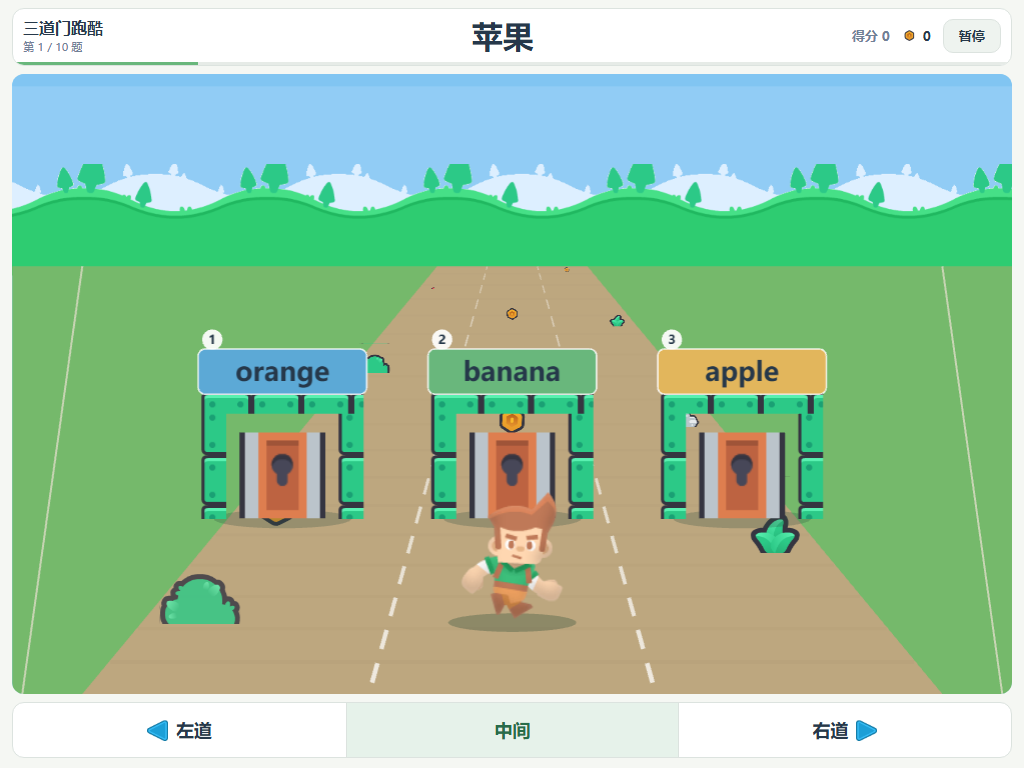 三道门跑酷
第 1 / 10 题
苹果
得分 0
0
暂停
1
orange
2
banana
3
apple
左道
中间
右道